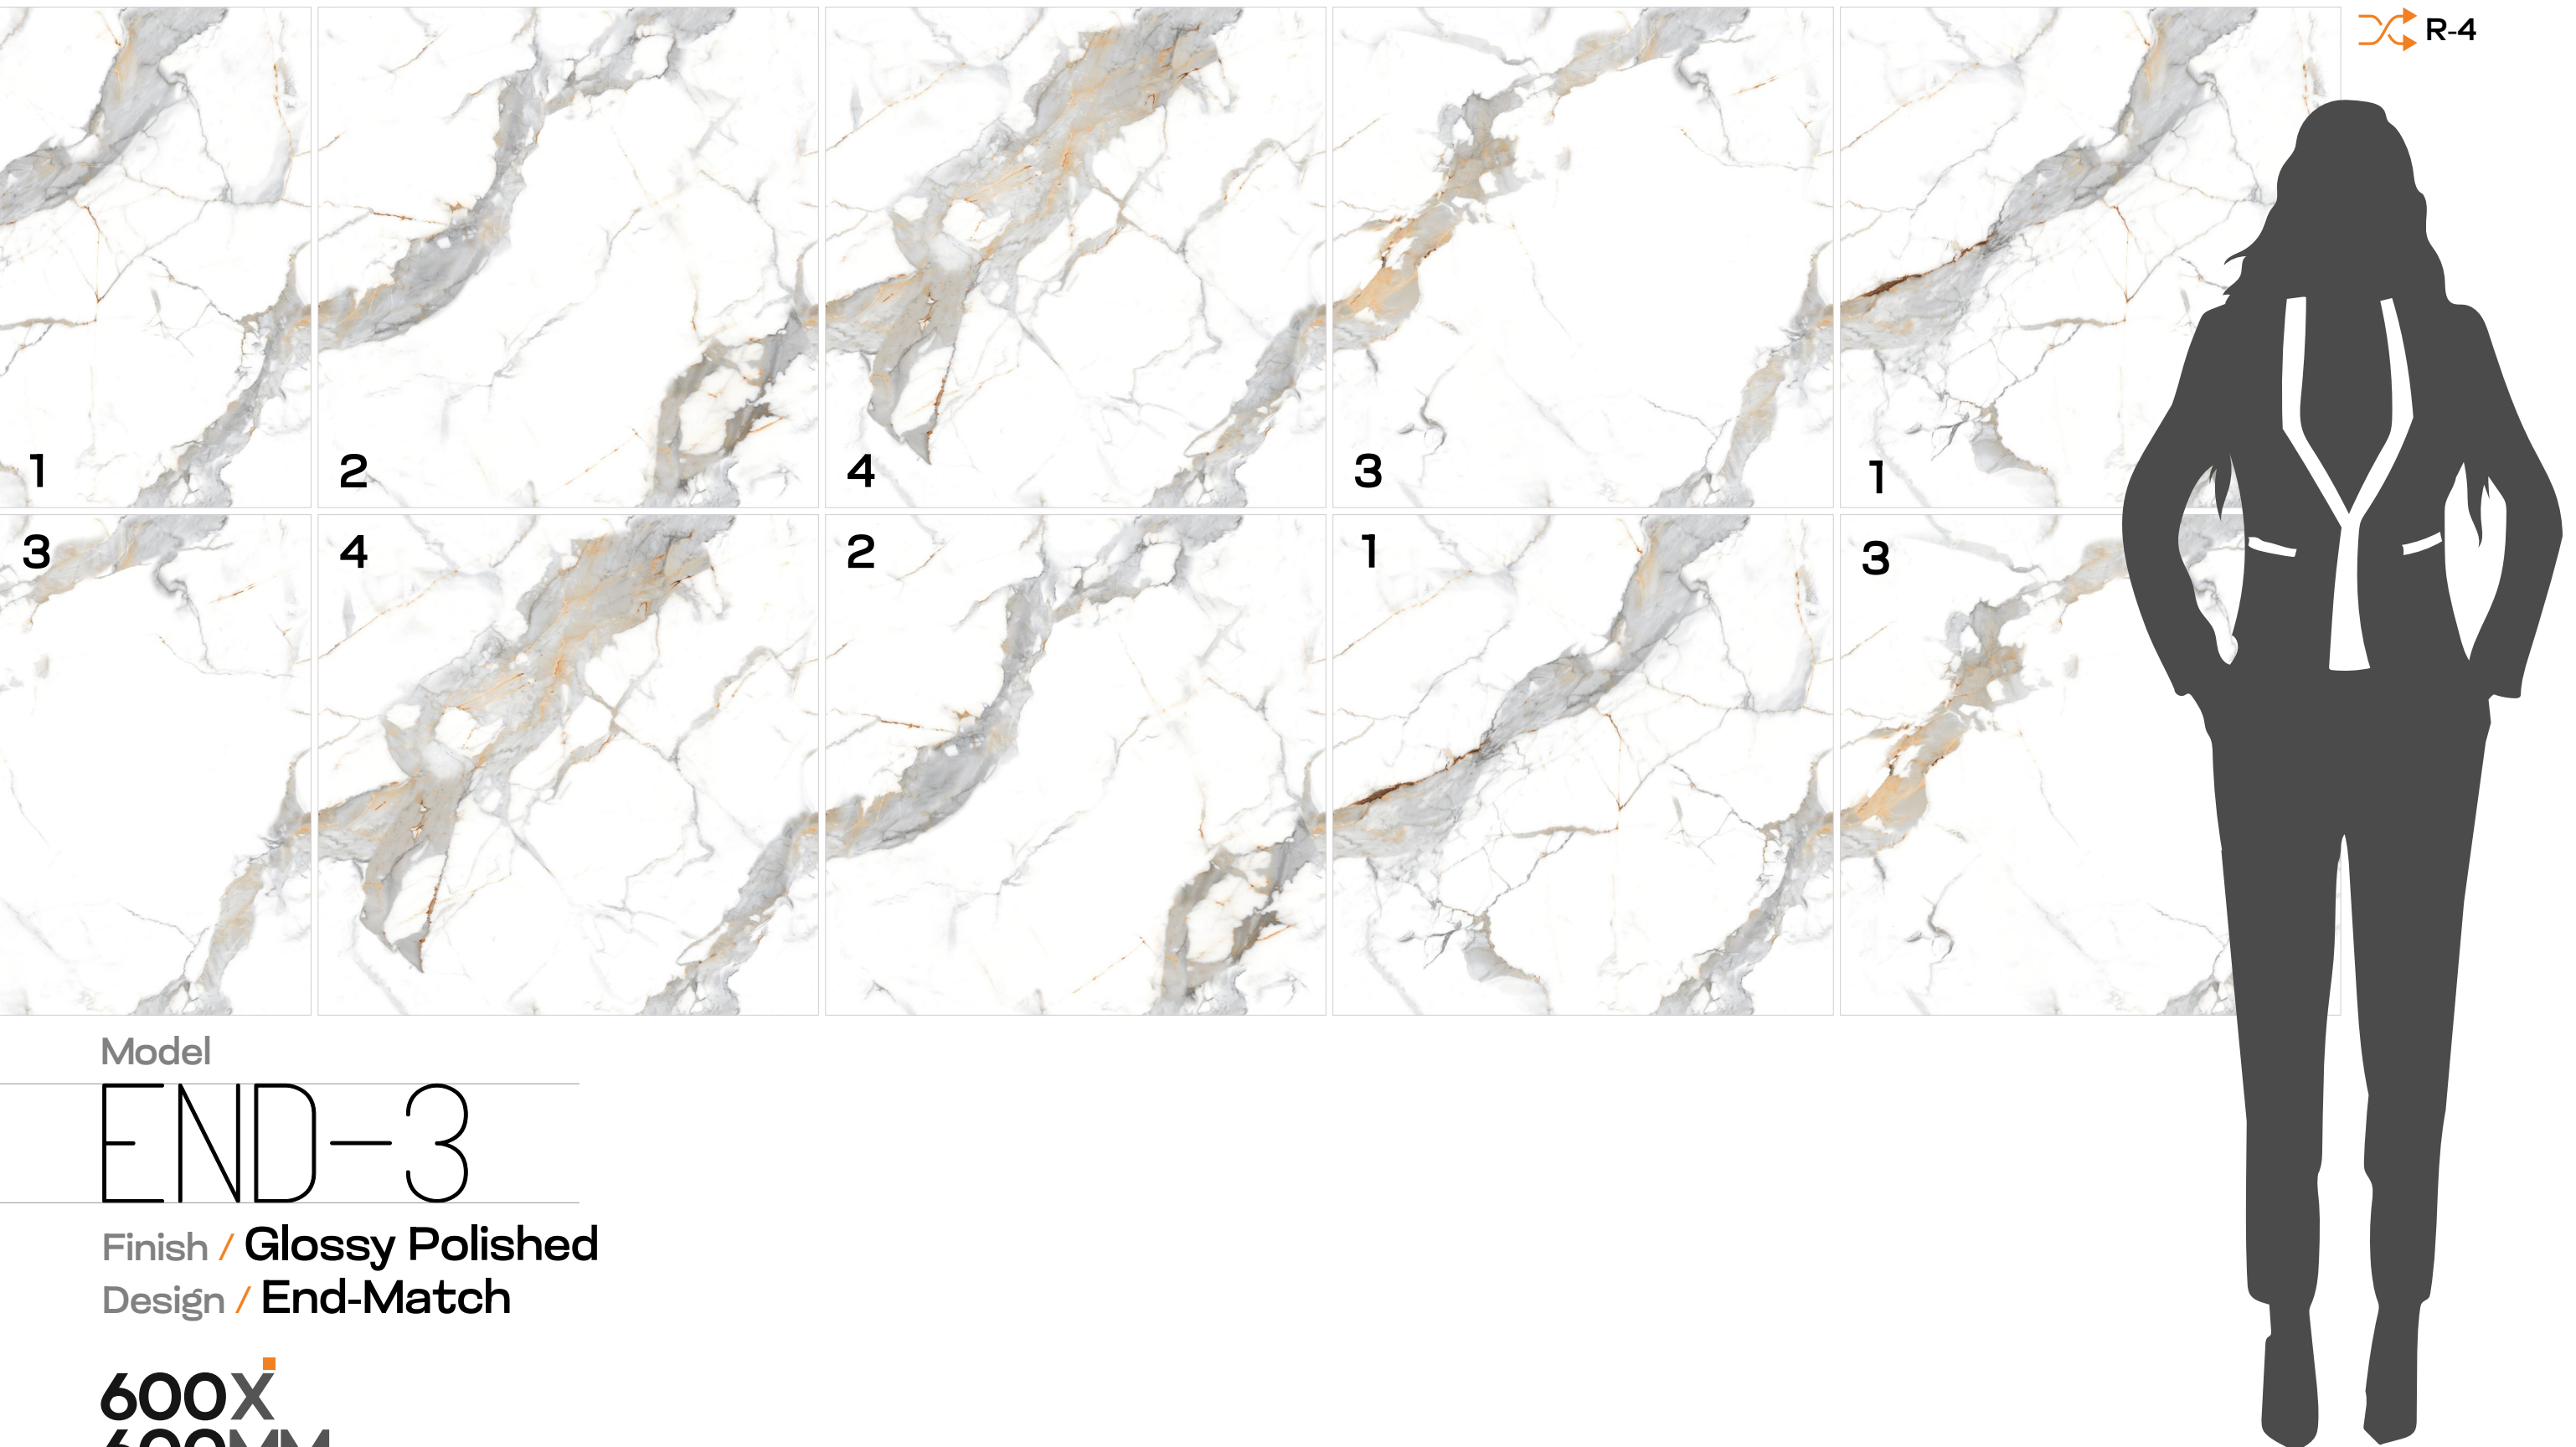 R-4
1
2
4
3
1
3
4
2
1
3
Model
END-3
Finish / Glossy Polished
Design / End-Match
600X
600MM